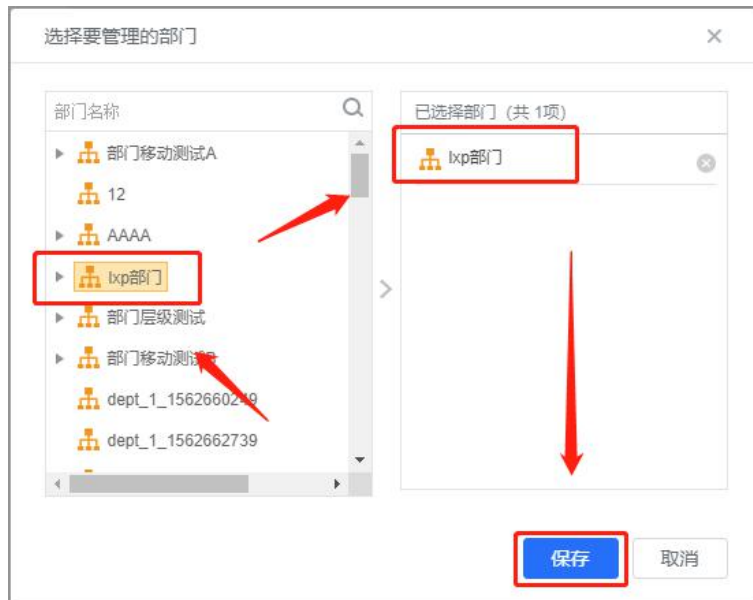 选择要管理的部门
部门名称
部门移动测试A
12
AAAA
lxp部门
部门层级测试
部门移动测试
dept_1_1562660249
dept_1_1562662739
已选择部门 (共 1项)
lxp部门
保存
取消